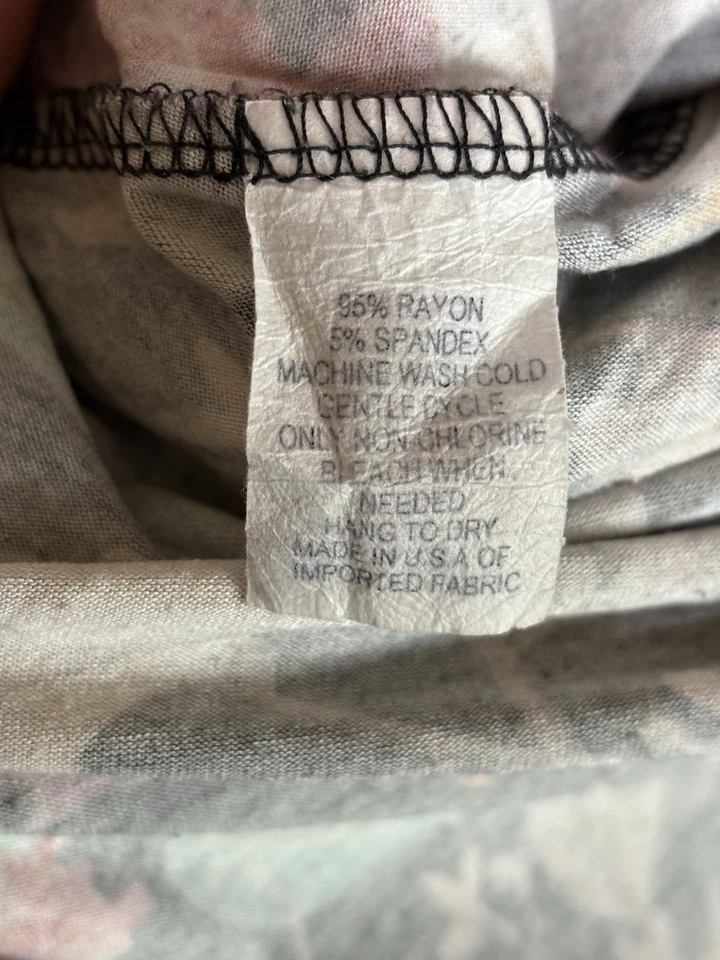 95% RAYON
5% SPANDEX
MACHINE WASH COLD
GENTLE CYCLE
ONLY NON-CHLORINE
BLEACH WHEN
NEEDED
HANG TO DRY
MADE IN U.S.A OF
IMPORTED FABRIC